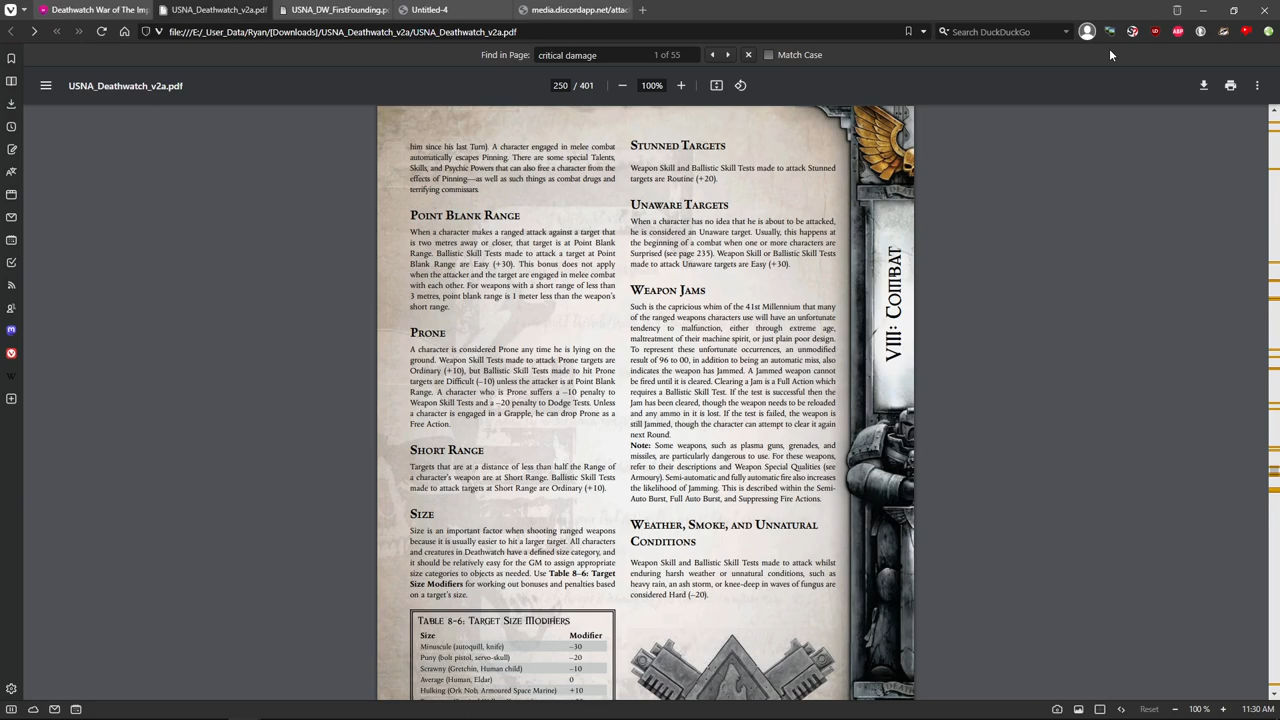 Deathwatch War of The Imp
USNA_Deathwatch_v2a.pdf
USNA_DW_FirstFounding.p
Untitled-4
media.discordapp.net/attac
file:///E:/_User_Data/Ryan/[Downloads]/USNA_Deathwatch_v2a/USNA_Deathwatch_v2a.pdf
Search DuckDuckGo
Find in Page:
critical damage
1 of 55
Match Case
USNA_Deathwatch_v2a.pdf
250 / 401
100%
him since his last Turn). A character engaged in melee combat
automatically escapes Pinning. There are some special Talents,
Skills, and Psychic Powers that can also free a character from the
effects of Pinning—as well as such things as combat drugs and
terrifying commissars.
Point Blank Range
When a character makes a ranged attack against a target that
is two metres away or closer, that target is at Point Blank
Range. Ballistic Skill Tests made to attack a target at Point
Blank Range are Easy (+30). This bonus does not apply
when the attacker and the target are engaged in melee combat
with each other. For weapons with a short range of less than
3 metres, point blank range is 1 meter less than the weapon's
short range.
Prone
A character is considered Prone any time he is lying on the
ground. Weapon Skill Tests made to attack Prone targets are
Ordinary (+10), but Ballistic Skill Tests made to hit Prone
targets are Difficult (–10) unless the attacker is at Point Blank
Range. A character who is Prone suffers a –10 penalty to
Weapon Skill Tests and a –20 penalty to Dodge Tests. Unless
a character is engaged in a Grapple, he can drop Prone as a
Free Action.
Short Range
Targets that are at a distance of less than half the Range of
a character's weapon are at Short Range. Ballistic Skill Tests
made to attack targets at Short Range are Ordinary (+10).
Size
Size is an important factor when shooting ranged weapons
because it is usually easier to hit a larger target. All characters
and creatures in Deathwatch have a defined size category, and
it should be relatively easy for the GM to assign appropriate
size categories to objects as needed. Use Table 8–6: Target
Size Modifiers for working out bonuses and penalties based
on a target's size.
Table 8-6: Target Size Modifiers
Size Modifier
Minuscule (autoquill, knife) –30
Puny (bolt pistol, servo-skull) –20
Scrawny (Gretchin, Human child) –10
Average (Human, Eldar) 0
Hulking (Ork Nob, Armoured Space Marine) +10
Stunned Targets
Weapon Skill and Ballistic Skill Tests made to attack Stunned
targets are Routine (+20).
Unaware Targets
When a character has no idea that he is about to be attacked,
he is considered an Unaware target. Usually, this happens at
the beginning of a combat when one or more characters are
Surprised (see page 235). Weapon Skill or Ballistic Skill Tests
made to attack Unaware targets are Easy (+30).
Weapon Jams
Such is the capricious whim of the 41st Millennium that many
of the ranged weapons characters use will have an unfortunate
tendency to malfunction, either through extreme age,
maltreatment of their machine spirit, or just plain poor design.
To represent these unfortunate occurrences, an unmodified
result of 96 to 00, in addition to being an automatic miss, also
indicates the weapon has Jammed. A Jammed weapon cannot
be fired until it is cleared. Clearing a Jam is a Full Action which
requires a Ballistic Skill Test. If the test is successful then the
Jam has been cleared, though the weapon needs to be reloaded
and any ammo in it is lost. If the test is failed, the weapon is
still Jammed, though the character can attempt to clear it again
next Round.
Note: Some weapons, such as plasma guns, grenades, and
missiles, are particularly dangerous to use. For these weapons,
refer to their descriptions and Weapon Special Qualities (see
Armoury). Semi-automatic and fully automatic fire also increases
the likelihood of Jamming. This is described within the Semi-
Auto Burst, Full Auto Burst, and Suppressing Fire Actions.
Weather, Smoke, and Unnatural
Conditions
Weapon Skill and Ballistic Skill Tests made to attack whilst
enduring harsh weather or unnatural conditions, such as
heavy rain, an ash storm, or knee-deep in waves of fungus are
considered Hard (–20).
VIII: Combat
Reset
100 %
11:30 AM